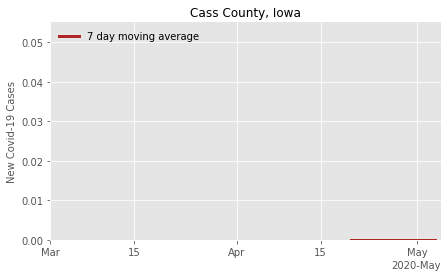 Cass County, Iowa
7 day moving average
New Covid-19 Cases
0.05
0.04
0.03
0.02
0.01
0.00
Mar 15 Apr 15 May
2020-May